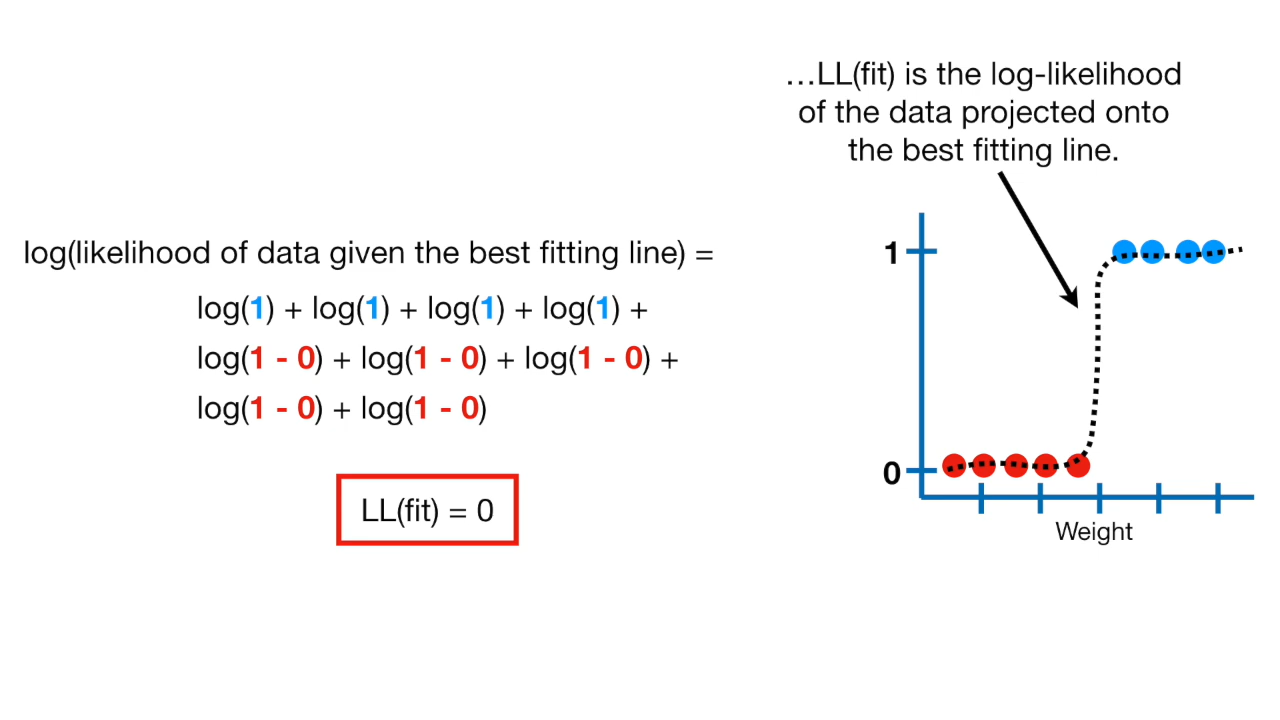 …LL(fit) is the log-likelihood
of the data projected onto
the best fitting line.
log(likelihood of data given the best fitting line) =
log(1) + log(1) + log(1) + log(1) +
log(1 - 0) + log(1 - 0) + log(1 - 0) +
log(1 - 0) + log(1 - 0)
LL(fit) = 0
1
0
Weight